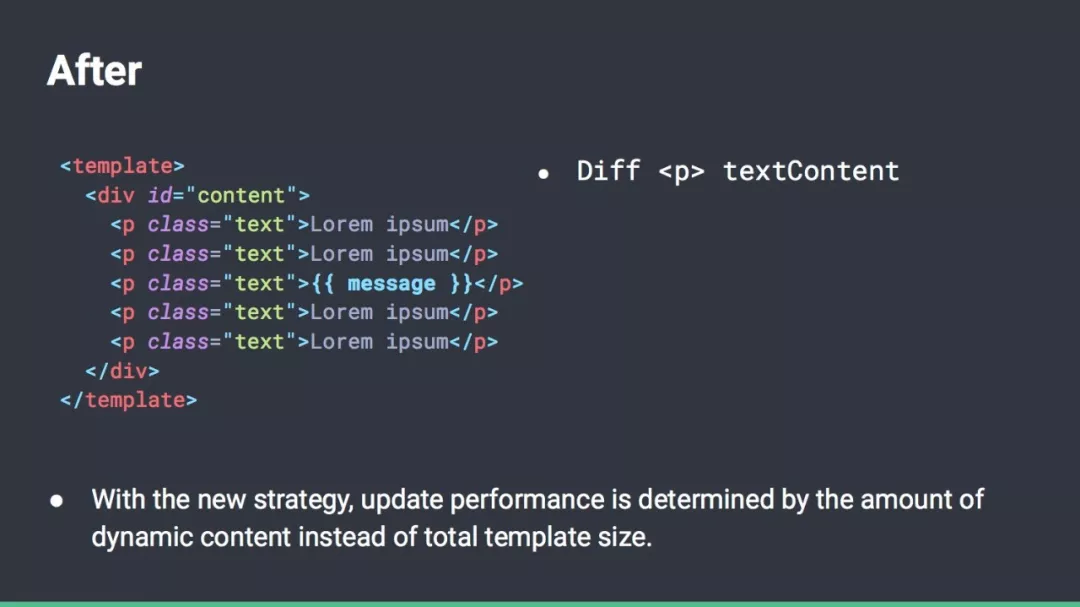 After
<template>
<div id="content">
<p class="text">Lorem ipsum</p>
<p class="text">Lorem ipsum</p>
<p class="text">{{ message }}</p>
<p class="text">Lorem ipsum</p>
<p class="text">Lorem ipsum</p>
</div>
</template>
● Diff <p> textContent
● With the new strategy, update performance is determined by the amount of
dynamic content instead of total template size.